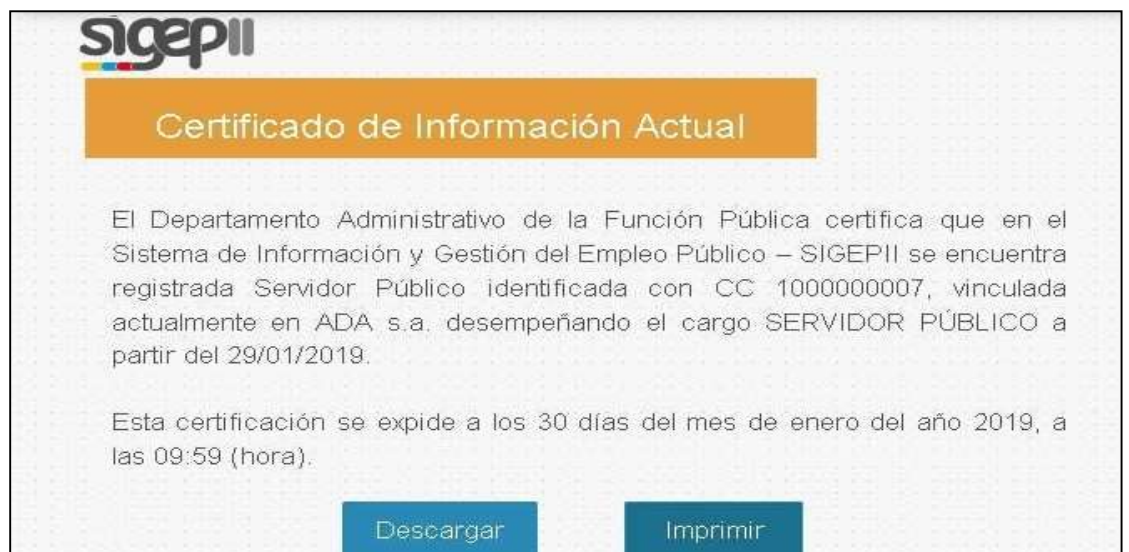 sigepII
Certificado de Información Actual
El Departamento Administrativo de la Función Pública certifica que en el
Sistema de Información y Gestión del Empleo Público – SIGEPII se encuentra
registrada Servidor Público identificada con CC 1000000007, vinculada
actualmente en ADA s.a. desempeñando el cargo SERVIDOR PÚBLICO a
partir del 29/01/2019.
Esta certificación se expide a los 30 días del mes de enero del año 2019, a
las 09:59 (hora).
Descargar
Imprimir